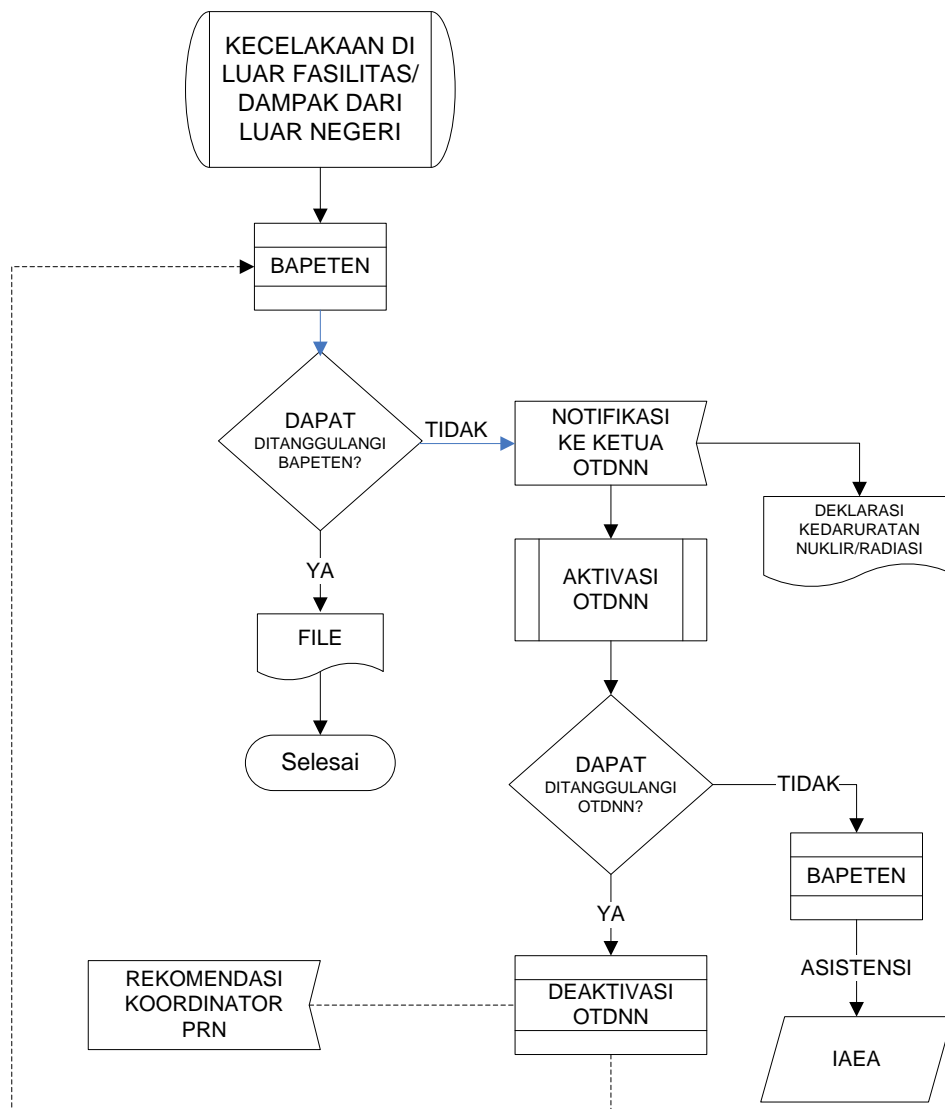 KECELAKAAN DI
LUAR FASILITAS/
DAMPAK DARI
LUAR NEGERI
BAPETEN
DAPAT
DITANGGULANGI
BAPETEN?
TIDAK
NOTIFIKASI
KE KETUA
OTDNN
DEKLARASI
KEDARURATAN
NUKLIR/RADIASI
YA
AKTIVASI
OTDNN
FILE
Selesai
DAPAT
DITANGGULANGI
OTDNN?
TIDAK
BAPETEN
YA
ASISTENSI
REKOMENDASI
KOORDINATOR
PRN
DEAKTIVASI
OTDNN
IAEA